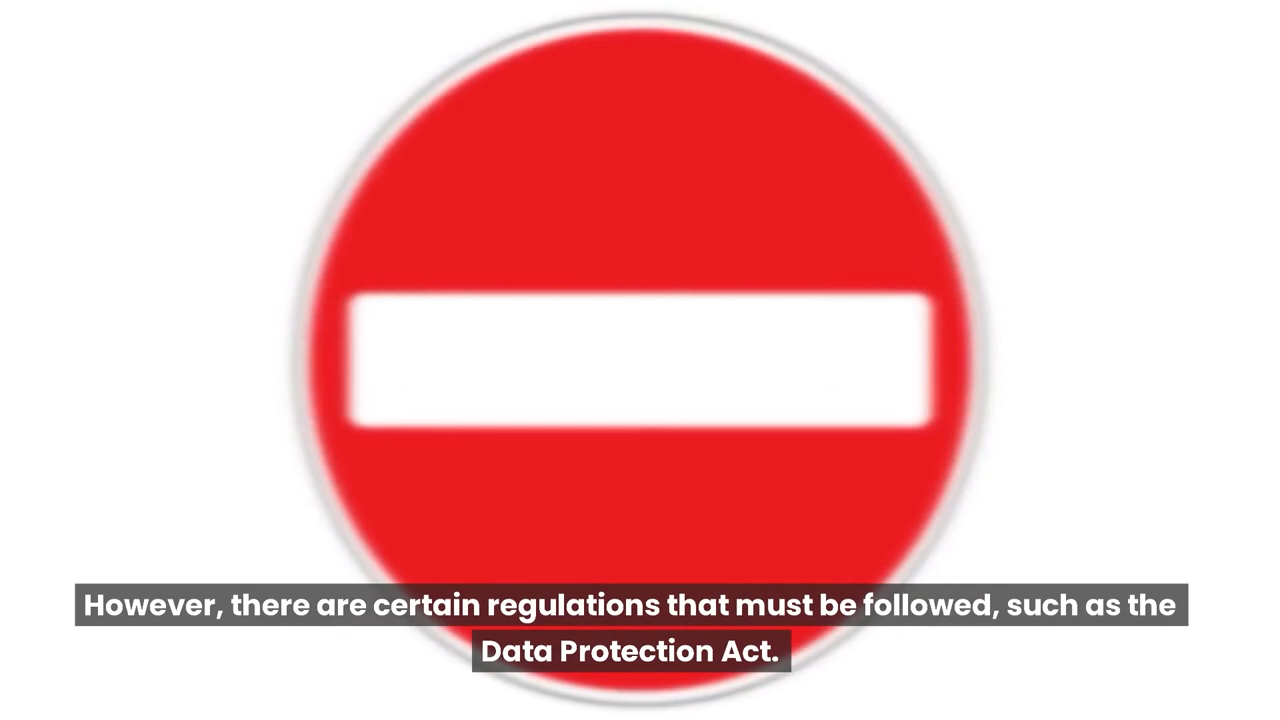 However, there are certain regulations that must be followed, such as the
Data Protection Act.